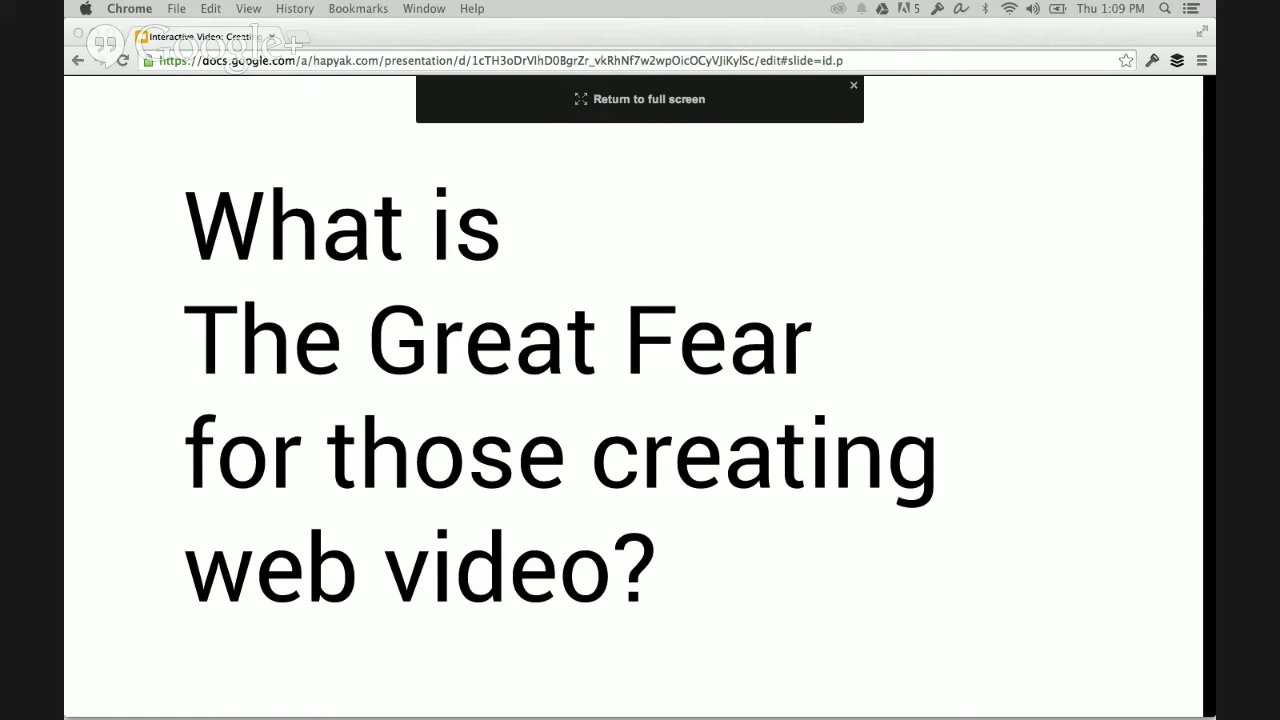 Chrome File Edit View History Bookmarks Window Help 5 Thu 1:09 PM
Interactive Video: Creatin
Google+
https://docs.google.com/a/hapyak.com/presentation/d/1cTH3oDrVlhD0BgrZr_vkRhNf7w2wpOicOCyVJiKylSc/edit#slide=id.p
Return to full screen
What is
The Great Fear
for those creating
web video?